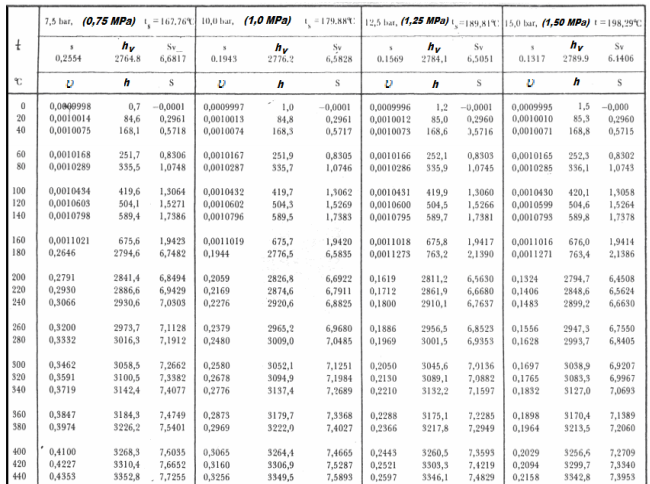 7,5 bar, (0,75 MPa) t s =167,76°C 10,0 bar, (1,0 MPa) t s =179.88°C 12,5 bar, (1,25 MPa) t s =189,81°C 15,0 bar, (1,50 MPa) t =198,29°C
t s hv Sv s hv Sv s hv Sv s hv Sv
0,2554 2764.8 6,6817 0.1943 2776.2 6,5828 0.1569 2784,1 6,5051 0.1317 2789.9 6.1406
°C υ h S υ h S υ h S υ h S
0 0,0009998 0,7 −0,0001 0,0009997 1,0 −0,0001 0,0009996 1,2 −0,0001 0,0009995 1,5 −0,000
20 0,0010014 84,6 0,2961 0,0010013 84,8 0,2961 0,0010012 85,0 0,2960 0,0010010 85,3 0,2960
40 0,0010075 168,1 0,5718 0,0010074 168,3 0,5717 0,0010073 168,6 0,5716 0,0010071 168,8 0,5715
60 0,0010168 251,7 0,8306 0,0010167 251,9 0,8305 0,0010166 252,1 0,8303 0,0010165 252,3 0,8302
80 0,0010289 335,5 1,0748 0,0010287 335,7 1,0746 0,0010286 335,9 1,0745 0,0010285 336,1 1,0743
100 0,0010434 419,6 1,3064 0,0010432 419,7 1,3062 0,0010431 419,9 1,3060 0,0010430 420,1 1,3058
120 0,0010603 504,1 1,5271 0,0010602 504,3 1,5269 0,0010600 504,5 1,5266 0,0010599 504,6 1,5264
140 0,0010798 589,4 1,7386 0,0010796 589,5 1,7383 0,0010795 589,7 1,7381 0,0010793 589,8 1,7378
160 0,0011021 675,6 1,9423 0,0011019 675,7 1,9420 0,0011018 675,8 1,9417 0,0011016 676,0 1,9414
180 0,2646 2794,6 6,7482 0,1944 2776,5 6,5835 0,0011273 763,2 2,1390 0,0011271 763,4 2,1386
200 0,2791 2841,4 6,8494 0,2059 2826,8 6,6922 0,1619 2811,2 6,5630 0,1324 2794,7 6,4508
220 0,2930 2886,6 6,9429 0,2169 2874,6 6,7911 0,1712 2861,9 6,6680 0,1406 2848,6 6,5624
240 0,3066 2930,6 7,0303 0,2276 2920,6 6,8825 0,1800 2910,1 6,7637 0,1483 2899,2 6,6630
260 0,3200 2973,7 7,1128 0,2379 2965,2 6,9680 0,1886 2956,5 6,8523 0,1556 2947,3 6,7550
280 0,3332 3016,3 7,1912 0,2480 3009,0 7,0485 0,1969 3001,5 6,9353 0,1628 2993,7 6,8405
300 0,3462 3058,5 7,2662 0,2580 3052,1 7,1251 0,2050 3045,6 7,0136 0,1697 3038,9 6,9207
320 0,3591 3100,5 7,3382 0,2678 3094,9 7,1984 0,2130 3089,1 7,0882 0,1765 3083,3 6,9967
340 0,3719 3142,4 7,4077 0,2776 3137,4 7,2689 0,2210 3132,2 7,1597 0,1832 3127,0 7,0693
360 0,3847 3184,3 7,4749 0,2873 3179,7 7,3368 0,2288 3175,1 7,2285 0,1898 3170,4 7,1389
380 0,3974 3226,2 7,5401 0,2969 3222,0 7,4027 0,2366 3217,8 7,2949 0,1964 3213,5 7,2060
400 0,4100 3268,3 7,6035 0,3065 3264,4 7,4665 0,2443 3260,5 7,3593 0,2029 3256,6 7,2709
420 0,4227 3310,4 7,6652 0,3160 3306,9 7,5287 0,2521 3303,3 7,4219 0,2094 3299,7 7,3340
440 0,4353 3352,8 7,7255 0,3256 3349,5 7,5893 0,2597 3346,1 7,4829 0,2158 3342,8 7,3953